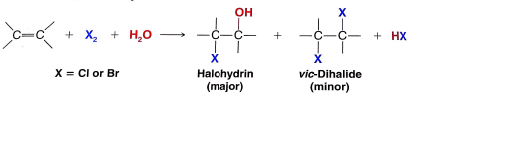 OH X
C=C + X₂ + H₂O ⟶ –C–C– + –C–C– + HX
X X
X = Cl or Br Halohydrin vic-Dihalide
(major) (minor)